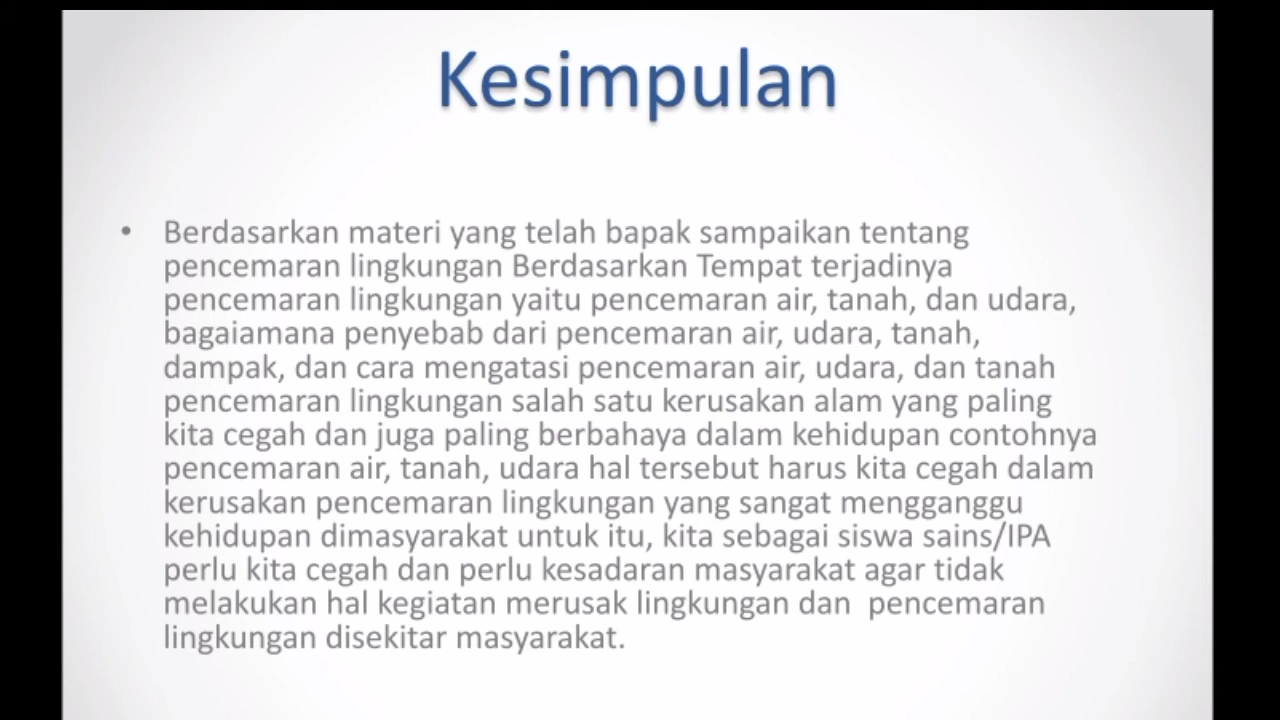 Kesimpulan
• Berdasarkan materi yang telah bapak sampaikan tentang
pencemaran lingkungan Berdasarkan Tempat terjadinya
pencemaran lingkungan yaitu pencemaran air, tanah, dan udara,
bagaiamana penyebab dari pencemaran air, udara, tanah,
dampak, dan cara mengatasi pencemaran air, udara, dan tanah
pencemaran lingkungan salah satu kerusakan alam yang paling
kita cegah dan juga paling berbahaya dalam kehidupan contohnya
pencemaran air, tanah, udara hal tersebut harus kita cegah dalam
kerusakan pencemaran lingkungan yang sangat mengganggu
kehidupan dimasyarakat untuk itu, kita sebagai siswa sains/IPA
perlu kita cegah dan perlu kesadaran masyarakat agar tidak
melakukan hal kegiatan merusak lingkungan dan  pencemaran
lingkungan disekitar masyarakat.